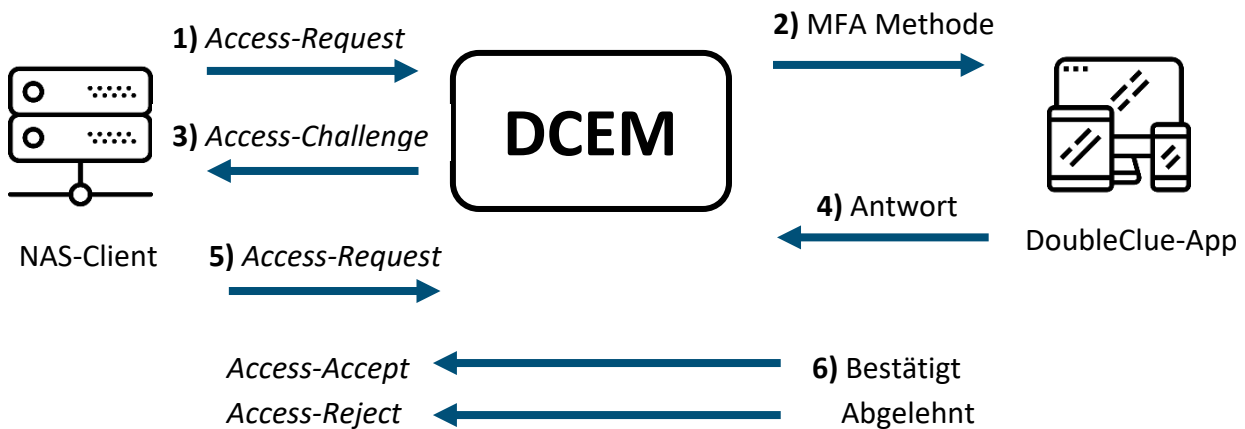 1) Access-Request
2) MFA Methode
DCEM
3) Access-Challenge
4) Antwort
NAS-Client
5) Access-Request
DoubleClue-App
Access-Accept
6) Bestätigt
Access-Reject
Abgelehnt